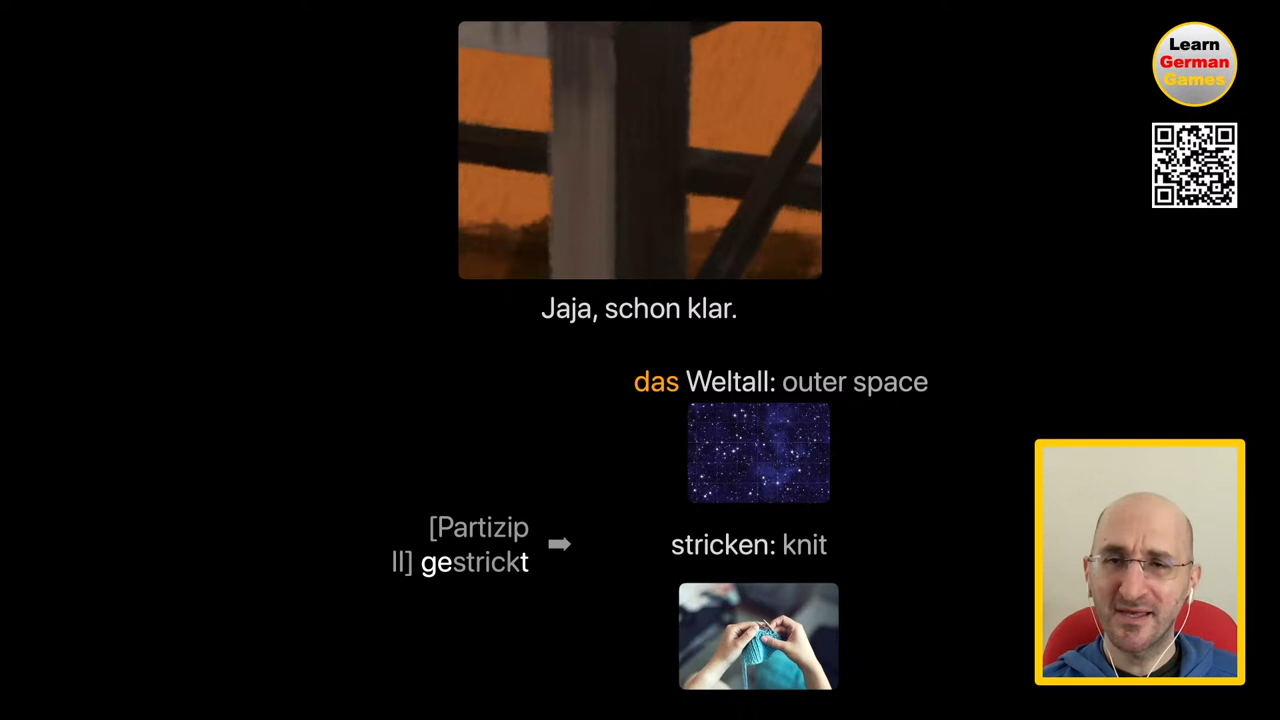 Learn
German
Games
Jaja, schon klar.
das Weltall: outer space
[Partizip
II] gestrickt
stricken: knit